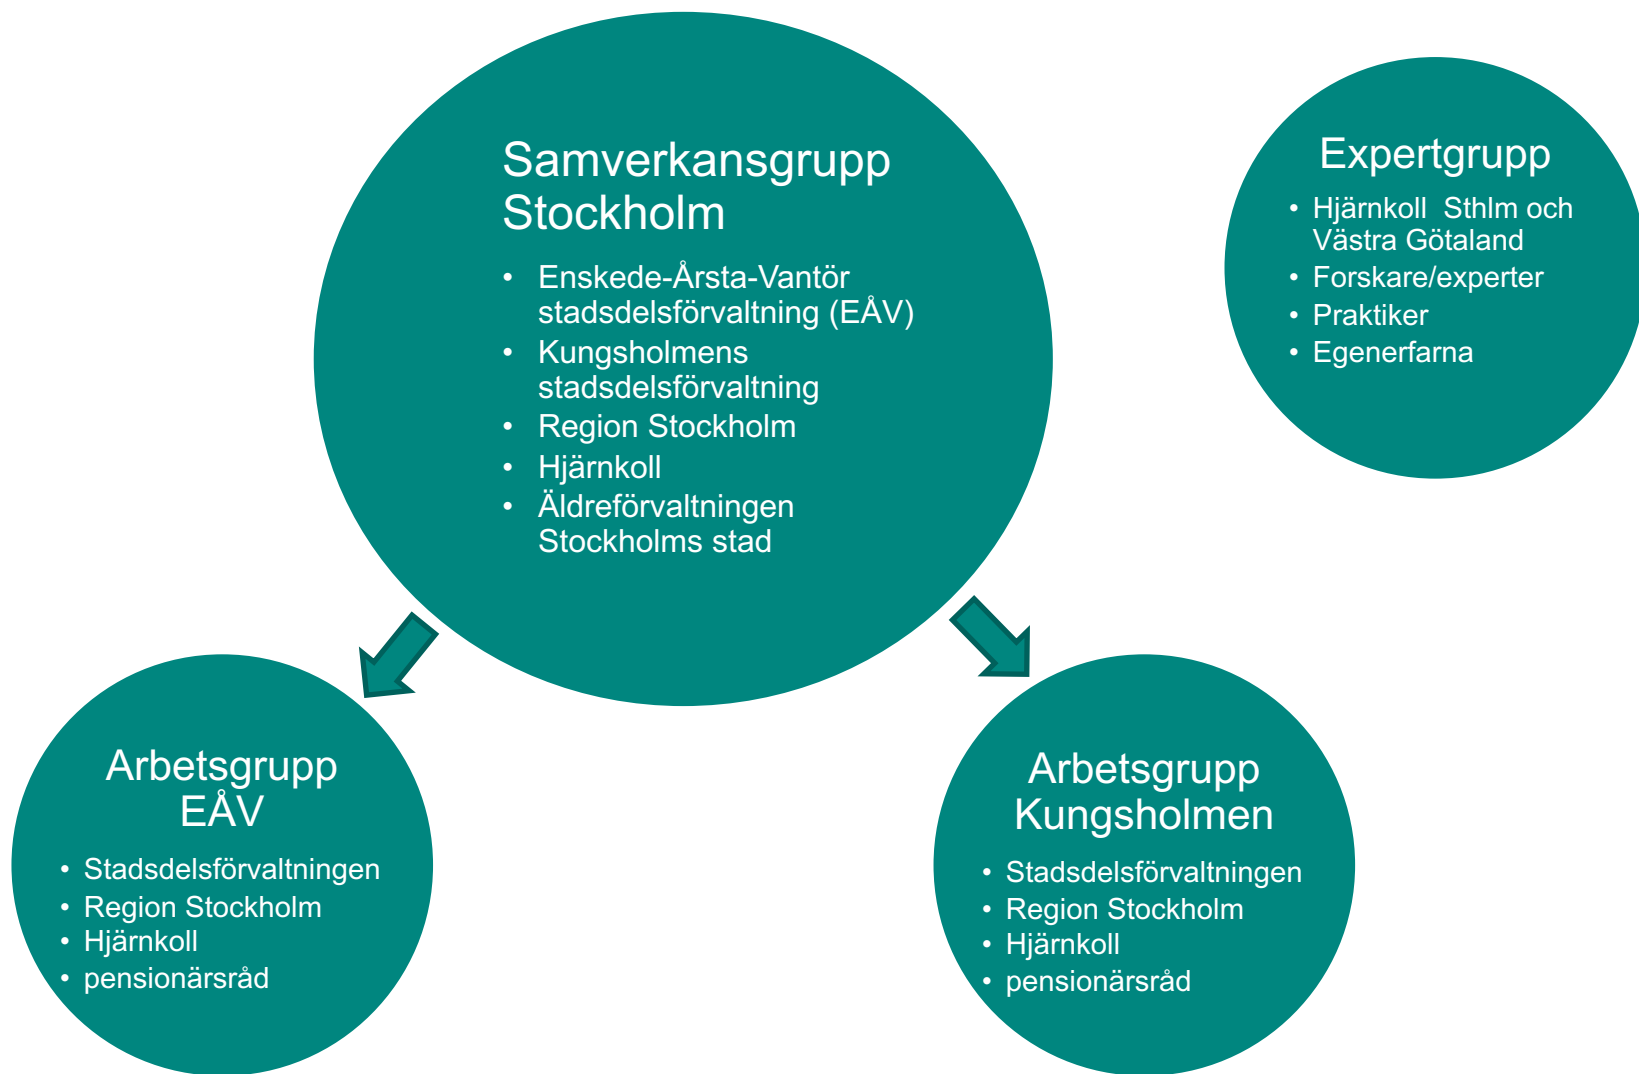 Samverkansgrupp
Stockholm
• Enskede-Årsta-Vantör
stadsdelsförvaltning (EÅV)
• Kungsholmens
stadsdelsförvaltning
• Region Stockholm
• Hjärnkoll
• Äldreförvaltningen
Stockholms stad
Expertgrupp
• Hjärnkoll Sthlm och
Västra Götaland
• Forskare/experter
• Praktiker
• Egenerfarna
Arbetsgrupp
EÅV
• Stadsdelsförvaltningen
• Region Stockholm
• Hjärnkoll
• pensionärsråd
Arbetsgrupp
Kungsholmen
• Stadsdelsförvaltningen
• Region Stockholm
• Hjärnkoll
• pensionärsråd